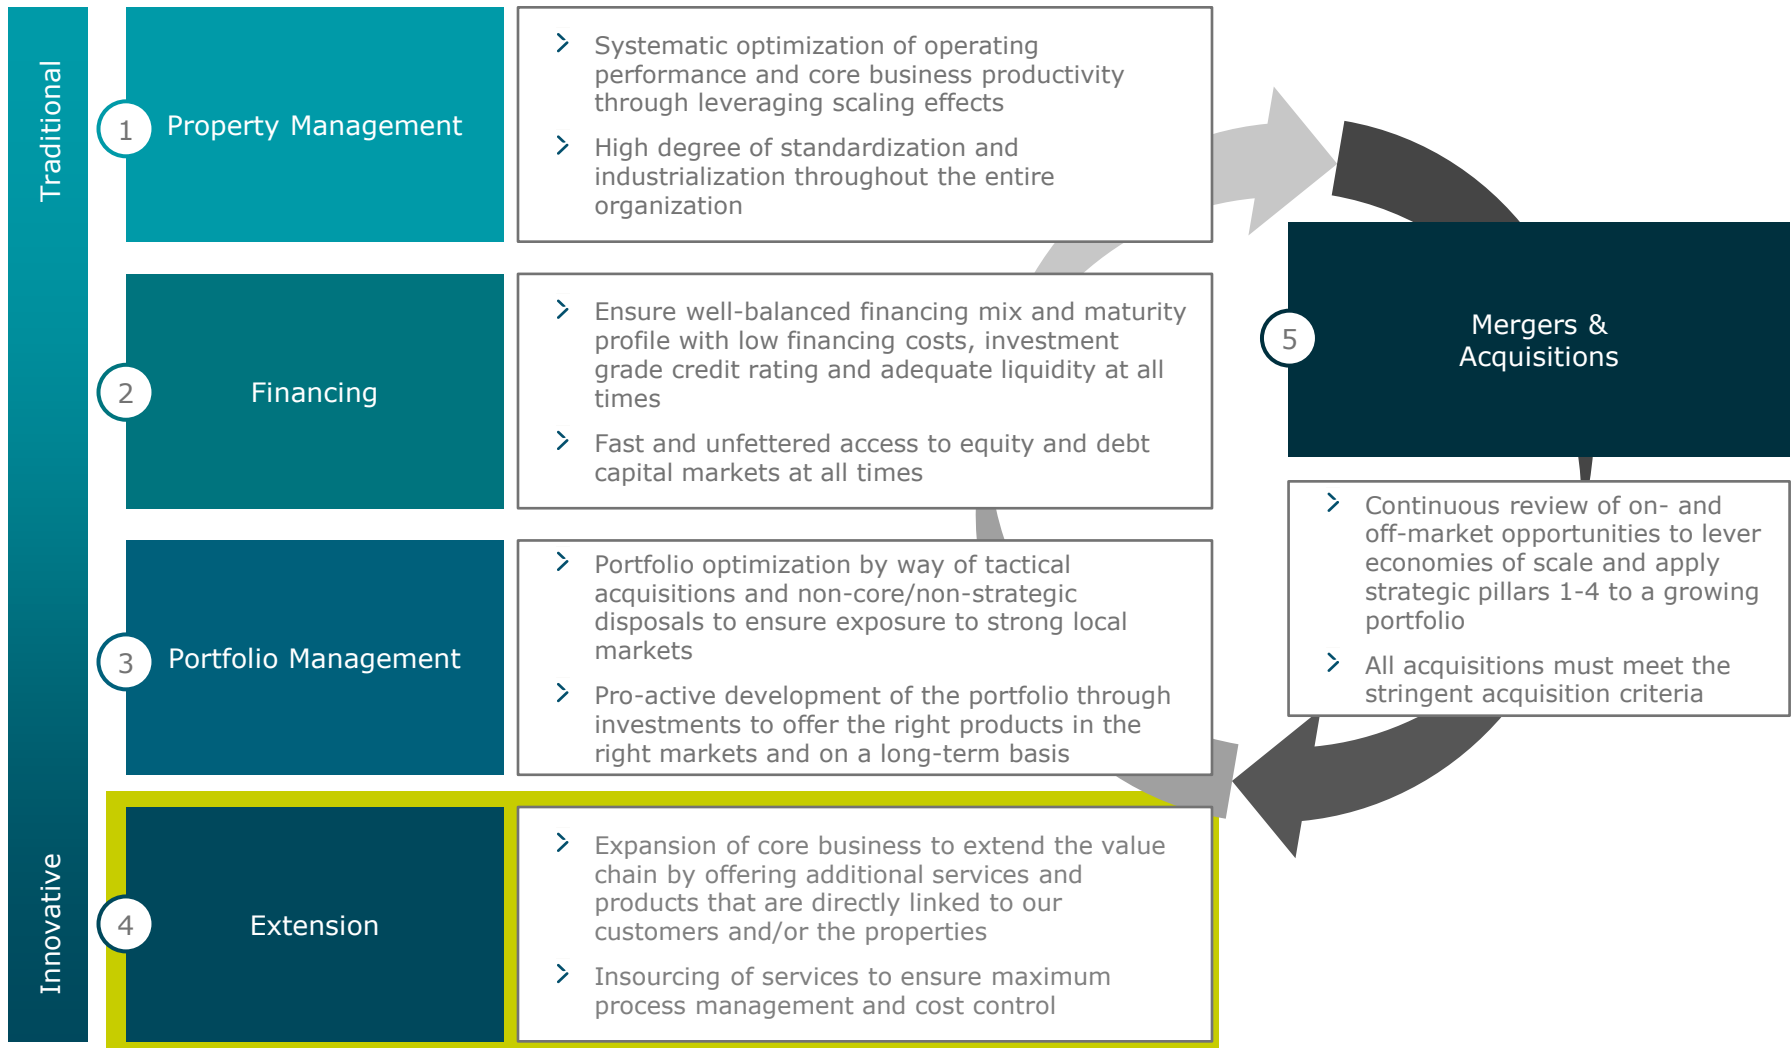 Traditional
Innovative
1
Property Management
Systematic optimization of operating
performance and core business productivity
through leveraging scaling effects
High degree of standardization and
industrialization throughout the entire
organization
2
Financing
Ensure well-balanced financing mix and maturity
profile with low financing costs, investment
grade credit rating and adequate liquidity at all
times
Fast and unfettered access to equity and debt
capital markets at all times
3
Portfolio Management
Portfolio optimization by way of tactical
acquisitions and non-core/non-strategic
disposals to ensure exposure to strong local
markets
Pro-active development of the portfolio through
investments to offer the right products in the
right markets and on a long-term basis
4
Extension
Expansion of core business to extend the value
chain by offering additional services and
products that are directly linked to our
customers and/or the properties
Insourcing of services to ensure maximum
process management and cost control
5
Mergers &
Acquisitions
Continuous review of on- and
off-market opportunities to lever
economies of scale and apply
strategic pillars 1-4 to a growing
portfolio
All acquisitions must meet the
stringent acquisition criteria